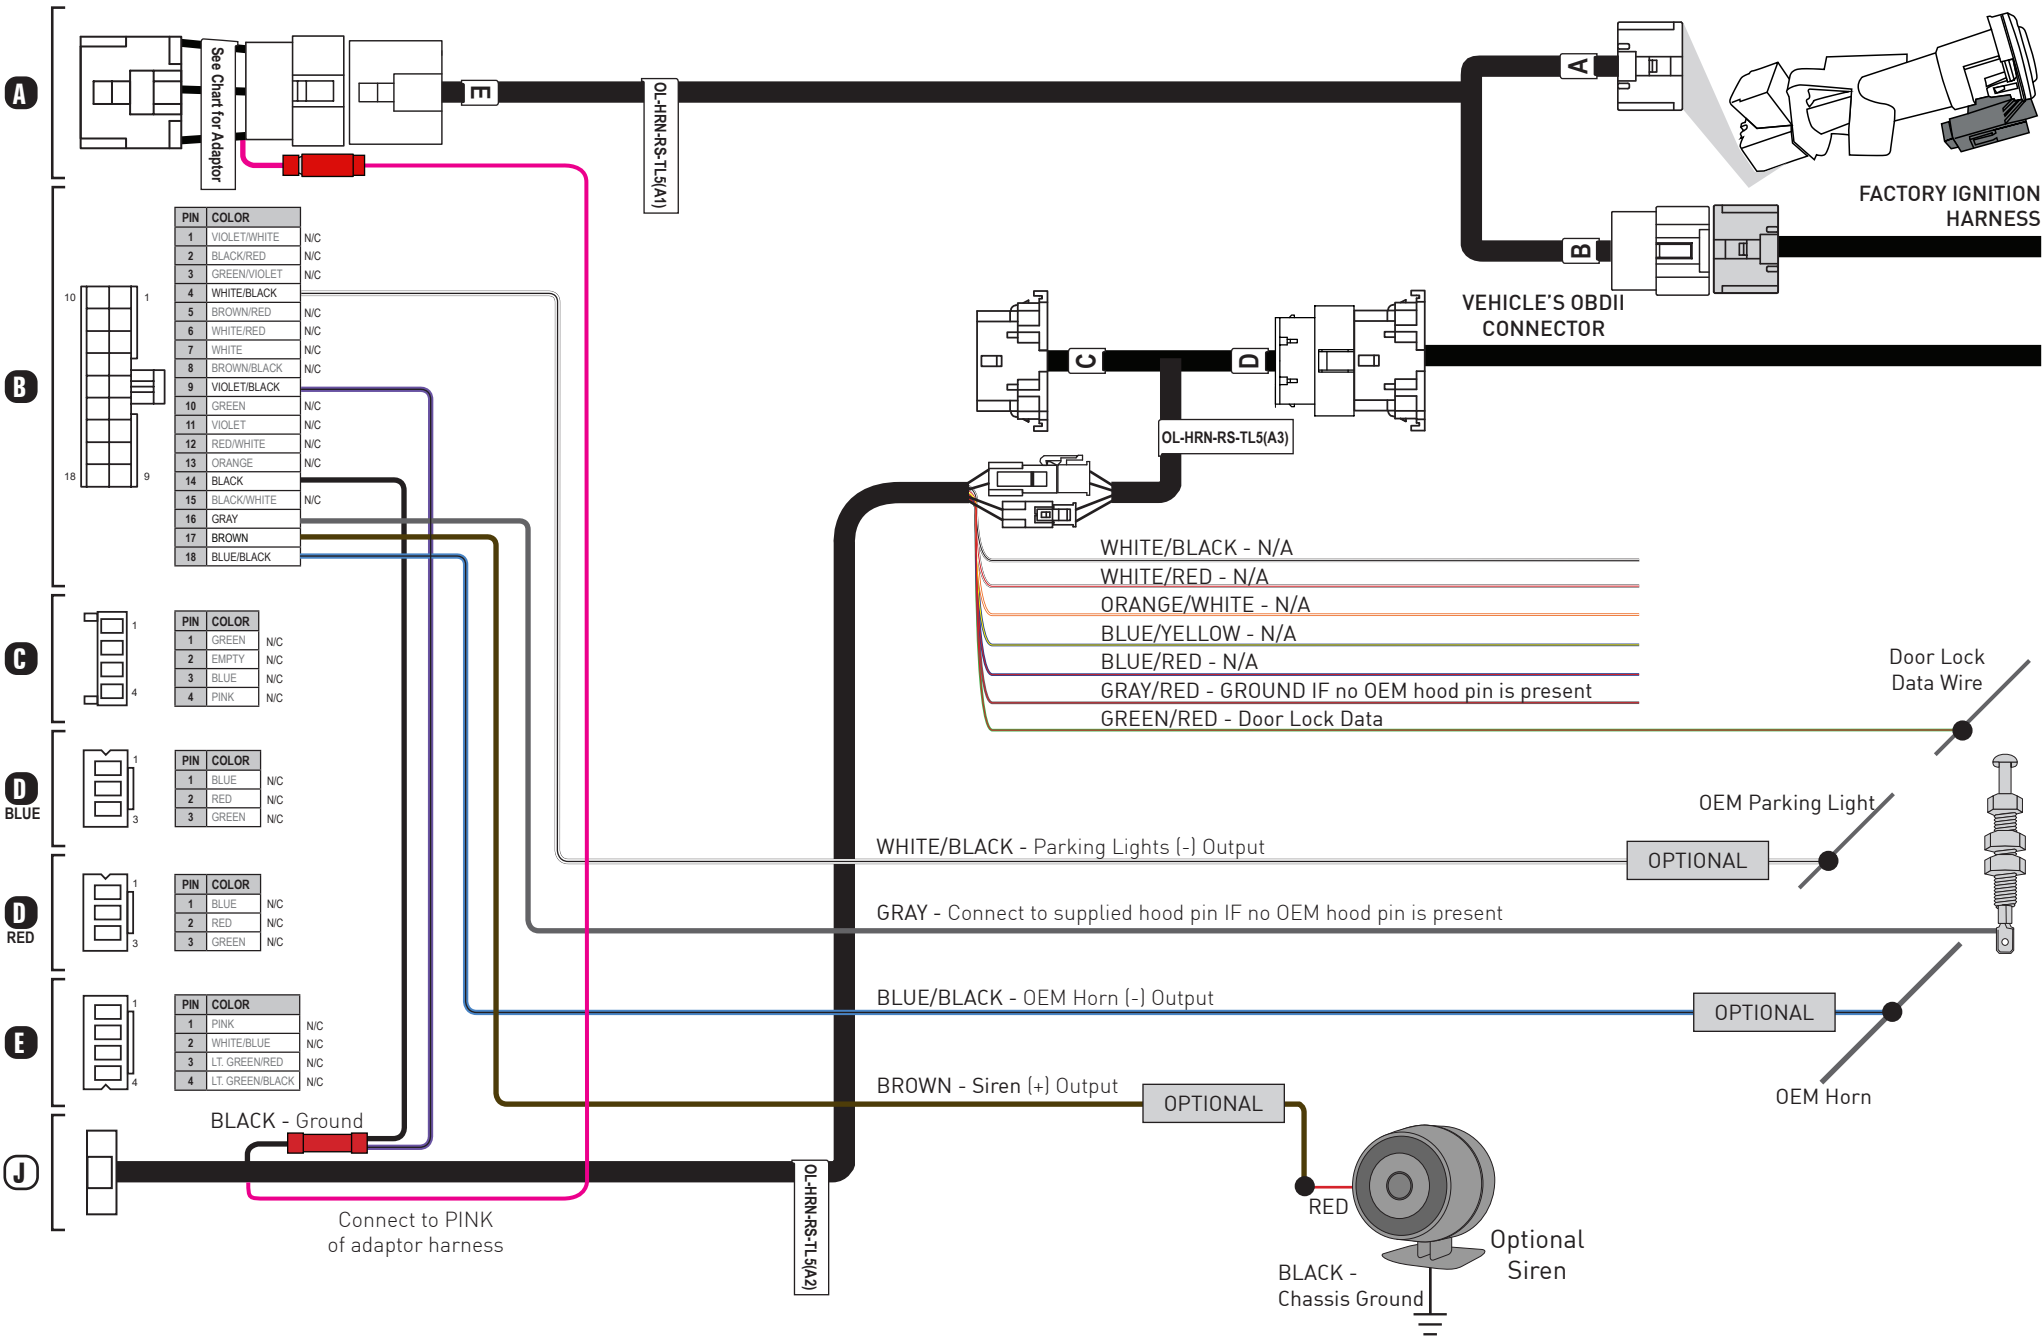 A
See Chart for Adaptor
E
OL-HRN-RS-TL5(A1)
A
B
FACTORY IGNITION
HARNESS
VEHICLE'S OBDII
CONNECTOR
C
D
OL-HRN-RS-TL5(A3)
B
10
1
18
9
PIN COLOR
1 VIOLET/WHITE N/C
2 BLACK/RED N/C
3 GREEN/VIOLET N/C
4 WHITE/BLACK
5 BROWN/RED N/C
6 WHITE/RED N/C
7 WHITE N/C
8 BROWN/BLACK N/C
9 VIOLET/BLACK
10 GREEN N/C
11 VIOLET N/C
12 RED/WHITE N/C
13 ORANGE N/C
14 BLACK
15 BLACK/WHITE N/C
16 GRAY
17 BROWN
18 BLUE/BLACK
WHITE/BLACK - N/A
WHITE/RED - N/A
ORANGE/WHITE - N/A
BLUE/YELLOW - N/A
BLUE/RED - N/A
GRAY/RED - GROUND IF no OEM hood pin is present
GREEN/RED - Door Lock Data
Door Lock
Data Wire
C
1
4
PIN COLOR
1 GREEN N/C
2 EMPTY N/C
3 BLUE N/C
4 PINK N/C
D
BLUE
1
3
PIN COLOR
1 BLUE N/C
2 RED N/C
3 GREEN N/C
OEM Parking Light
WHITE/BLACK - Parking Lights (-) Output
OPTIONAL
D
RED
1
3
PIN COLOR
1 BLUE N/C
2 RED N/C
3 GREEN N/C
GRAY - Connect to supplied hood pin IF no OEM hood pin is present
E
1
4
PIN COLOR
1 PINK N/C
2 WHITE/BLUE N/C
3 LT. GREEN/RED N/C
4 LT. GREEN/BLACK N/C
BLUE/BLACK - OEM Horn (-) Output
OPTIONAL
OEM Horn
BROWN - Siren (+) Output
OPTIONAL
J
BLACK - Ground
Connect to PINK
of adaptor harness
OL-HRN-RS-TL5(A2)
RED
Optional
Siren
BLACK -
Chassis Ground